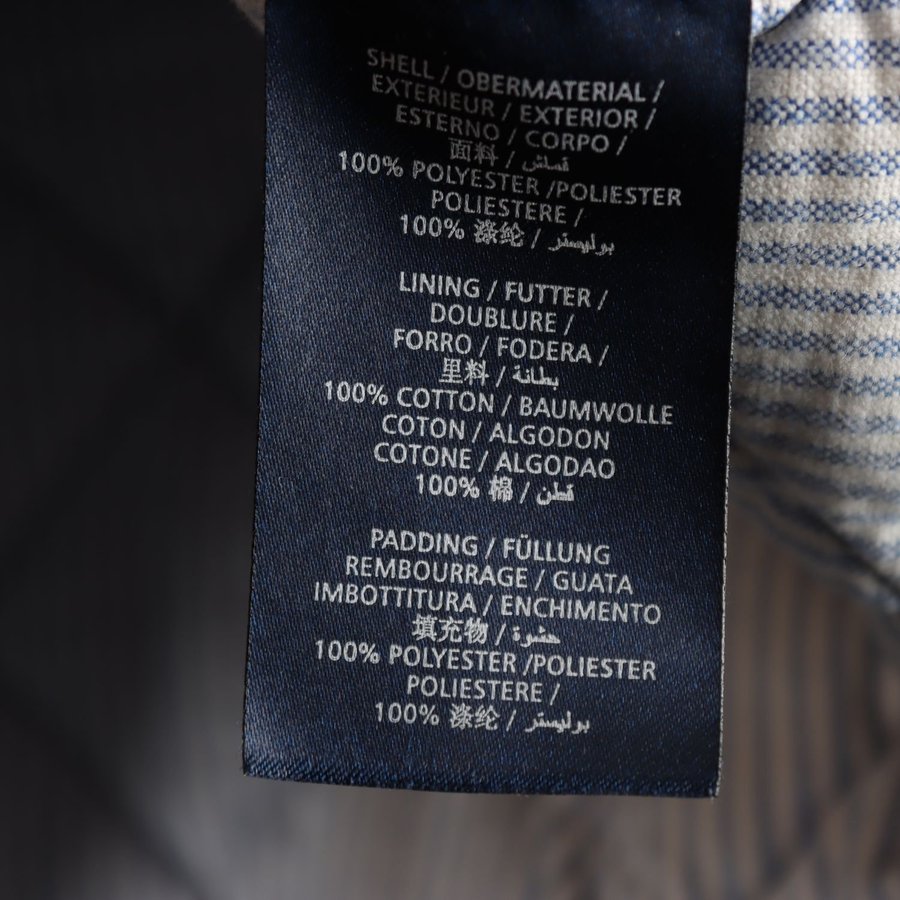 SHELL / OBERMATERIAL /
EXTERIEUR / EXTERIOR /
ESTERNO / CORPO /
面料 / قماش
100% POLYESTER /POLIESTER
POLIESTERE /
100% 涤纶 / بوليستر
LINING / FUTTER /
DOUBLURE /
FORRO / FODERA /
里料 / بطانة
100% COTTON / BAUMWOLLE
COTON / ALGODON
COTONE / ALGODAO
100% 棉 / قطن
PADDING / FÜLLUNG
REMBOURRAGE / GUATA
IMBOTTITURA / ENCHIMENTO
填充物 / حشوة
100% POLYESTER /POLIESTER
POLIESTERE /
100% 涤纶 / بوليستر